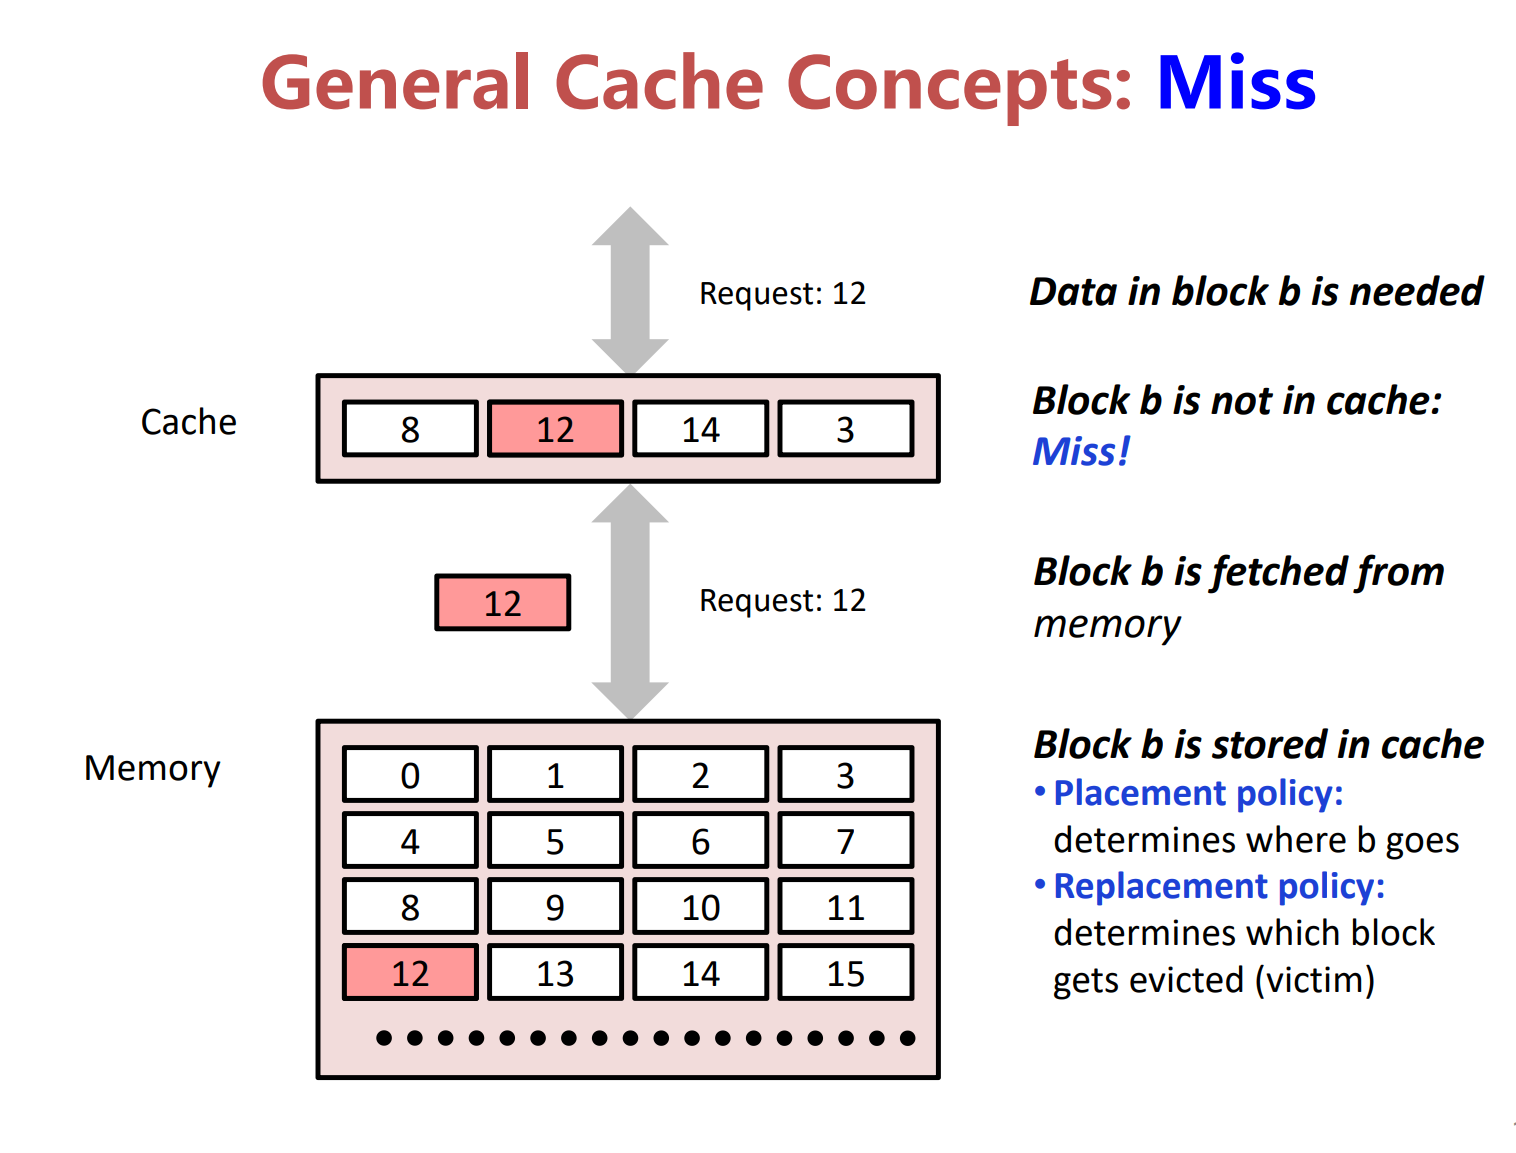 General Cache Concepts: Miss
Request: 12
Data in block b is needed
Cache
8 12 14 3
Block b is not in cache:
Miss!
12
Request: 12
Block b is fetched from
memory
Memory
0 1 2 3
4 5 6 7
8 9 10 11
12 13 14 15
Block b is stored in cache
• Placement policy:
determines where b goes
• Replacement policy:
determines which block
gets evicted (victim)